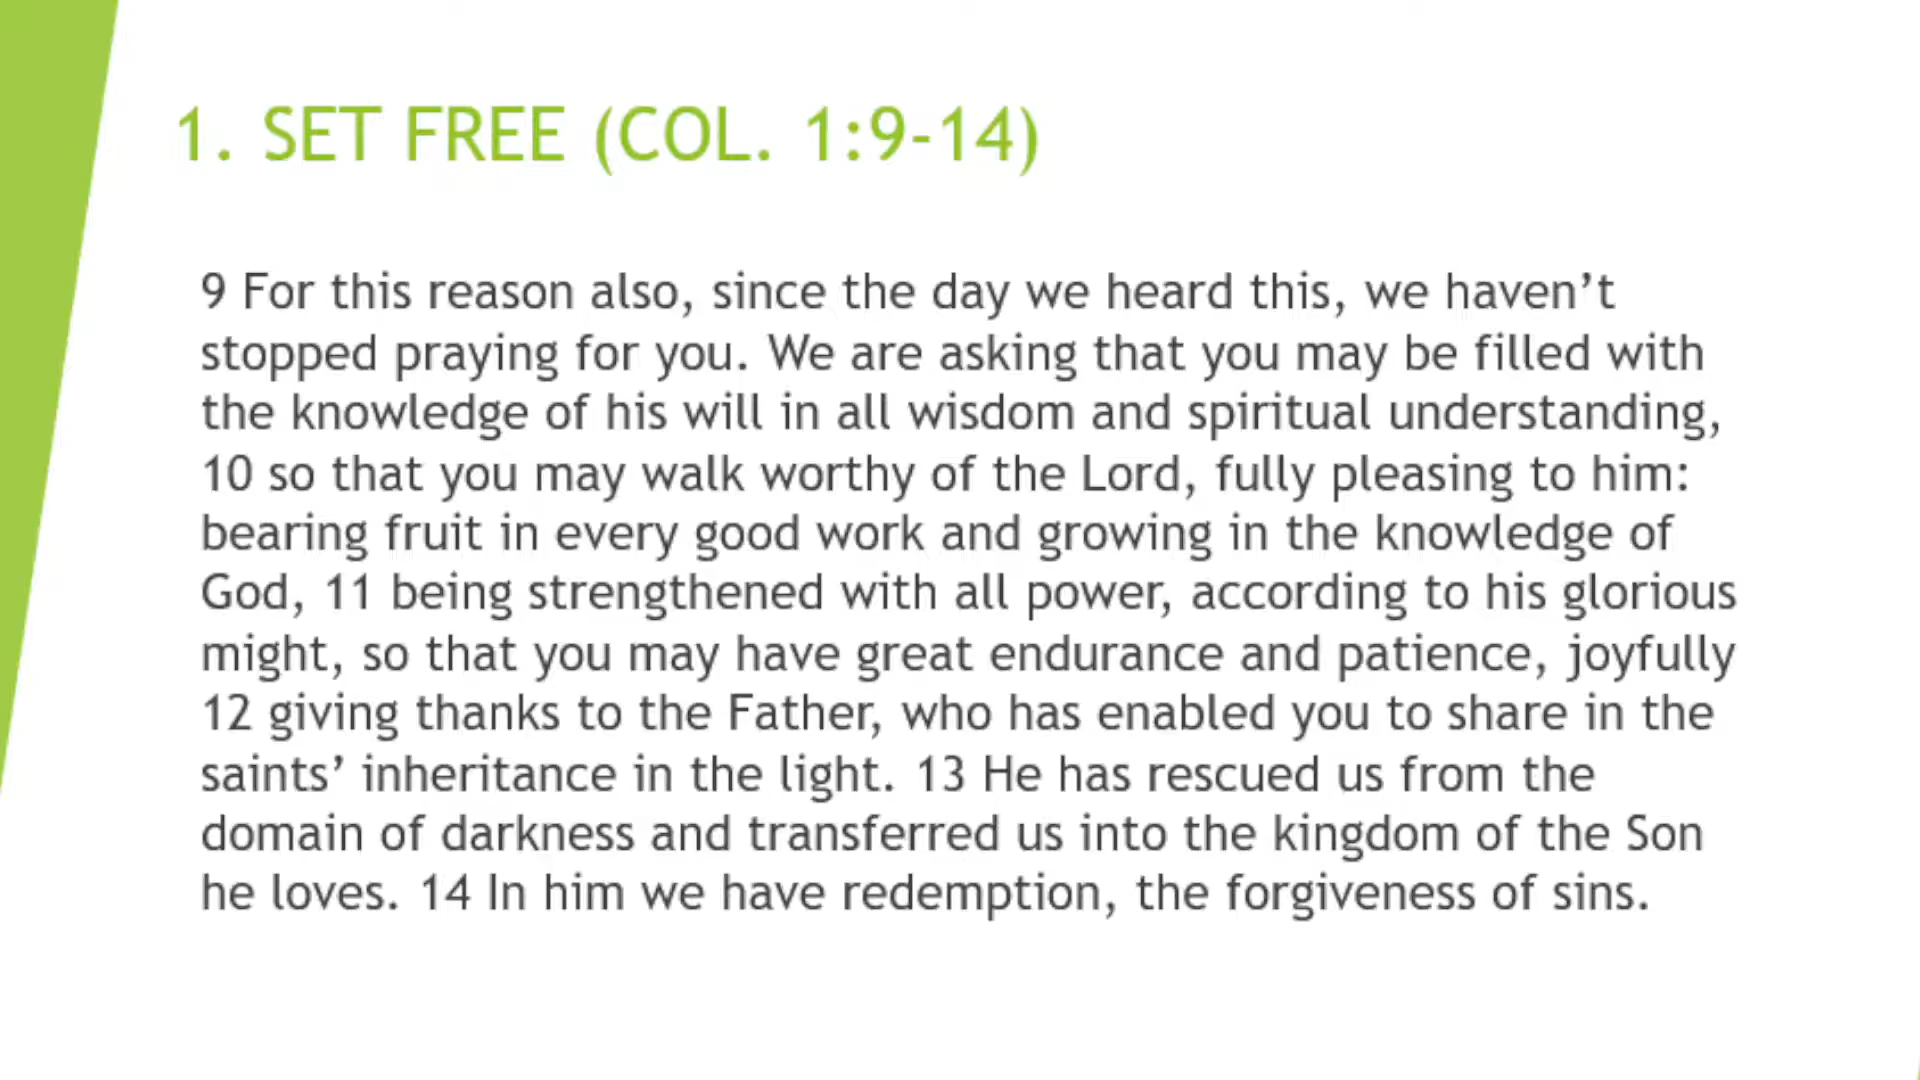 1. SET FREE (COL. 1:9-14)
9 For this reason also, since the day we heard this, we haven’t
stopped praying for you. We are asking that you may be filled with
the knowledge of his will in all wisdom and spiritual understanding,
10 so that you may walk worthy of the Lord, fully pleasing to him:
bearing fruit in every good work and growing in the knowledge of
God, 11 being strengthened with all power, according to his glorious
might, so that you may have great endurance and patience, joyfully
12 giving thanks to the Father, who has enabled you to share in the
saints’ inheritance in the light. 13 He has rescued us from the
domain of darkness and transferred us into the kingdom of the Son
he loves. 14 In him we have redemption, the forgiveness of sins.